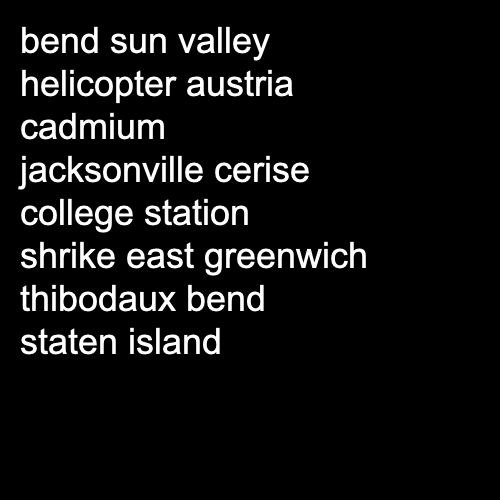 bend sun valley
helicopter austria
cadmium
jacksonville cerise
college station
shrike east greenwich
thibodaux bend
staten island